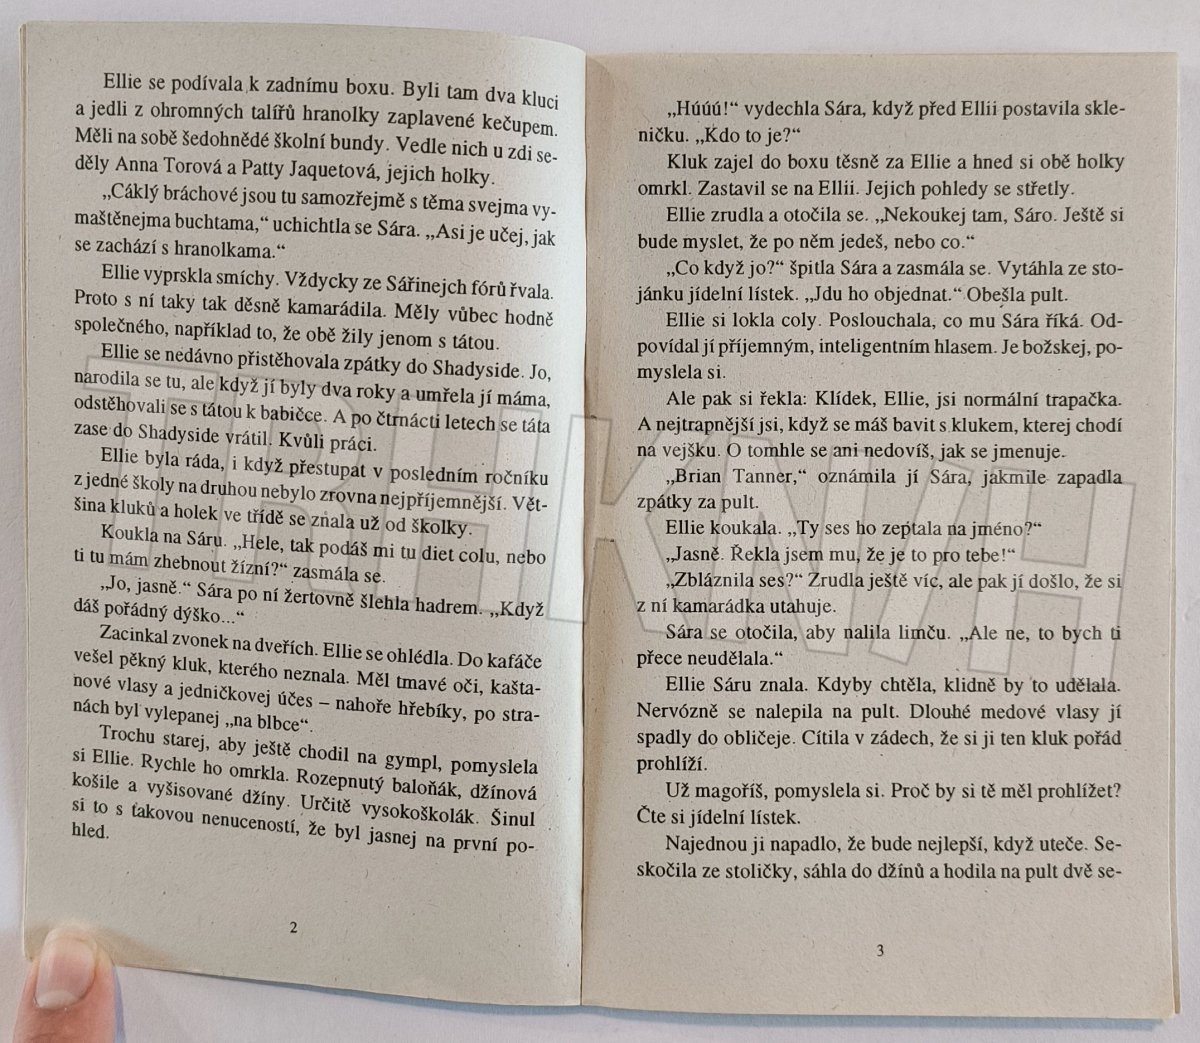 Ellie se podívala k zadnímu boxu. Byli tam dva kluci
a jedli z ohromných talířů hranolky zaplavené kečupem.
Měli na sobě šedohnědé školní bundy. Vedle nich u zdi se-
děly Anna Torová a Patty Jaquetová, jejich holky.
„Cáklý bráchové jsou tu samozřejmě s těma svejma vy-
maštěnejma buchtama,“ uchichtla se Sára. „Asi je učej, jak
se zachází s hranolkama.“
Ellie vyprskla smíchy. Vždycky ze Sářinejch fórů řvala.
Proto s ní taky tak děsně kamarádila. Měly vůbec hodně
společného, například to, že obě žily jenom s tátou.
Ellie se nedávno přistěhovala zpátky do Shadyside. Jo,
narodila se tu, ale když jí byly dva roky a umřela jí máma,
odstěhovali se s tátou k babičce. A po čtrnácti letech se táta
zase do Shadyside vrátil. Kvůli práci.
Ellie byla ráda, i když přestupat v posledním ročníku
z jedné školy na druhou nebylo zrovna nejpříjemnější. Vět-
šina kluků a holek ve třídě se znala už od školky.
Koukla na Sáru. „Hele, tak podáš mi tu diet colu, nebo
ti tu mám zhebnout žízní?“ zasmála se.
„Jo, jasně.“ Sára po ní žertovně šlehla hadrem. „Když
dáš pořádný dýško...“
Zacinkal zvonek na dveřích. Ellie se ohlédla. Do kafáče
vešel pěkný kluk, kterého neznala. Měl tmavé oči, kašta-
nové vlasy a jedničkovej účes – nahoře hřebíky, po stra-
nách byl vylepanej „na blbce“.
Trochu starej, aby ještě chodil na gympl, pomyslela
si Ellie. Rychle ho omrkla. Rozepnutý baloňák, džínová
košile a vyšisované džíny. Určitě vysokoškolák. Šinul
si to s takovou nenuceností, že byl jasnej na první po-
hled.
2
„Húúú!“ vydechla Sára, když před Ellii postavila skle-
ničku. „Kdo to je?“
Kluk zajel do boxu těsně za Ellie a hned si obě holky
omrkl. Zastavil se na Ellii. Jejich pohledy se střetly.
Ellie zrudla a otočila se. „Nekoukej tam, Sáro. Ještě si
bude myslet, že po něm jedeš, nebo co.“
„Co když jo?“ špitla Sára a zasmála se. Vytáhla ze sto-
jánku jídelní lístek. „Jdu ho objednat.“ Obešla pult.
Ellie si lokla coly. Poslouchala, co mu Sára říká. Od-
povídal jí příjemným, inteligentním hlasem. Je božskej, po-
myslela si.
Ale pak si řekla: Klídek, Ellie, jsi normální trapačka.
A nejtrapnější jsi, když se máš bavit s klukem, kterej chodí
na vejšku. O tomhle se ani nedovíš, jak se jmenuje.
„Brian Tanner,“ oznámila jí Sára, jakmile zapadla
zpátky za pult.
Ellie koukala. „Ty ses ho zeptala na jméno?“
„Jasně. Řekla jsem mu, že je to pro tebe!“
„Zbláznila ses?“ Zrudla ještě víc, ale pak jí došlo, že si
z ní kamarádka utahuje.
Sára se otočila, aby nalila limču. „Ale ne, to bych ti
přece neudělala.“
Ellie Sáru znala. Kdyby chtěla, klidně by to udělala.
Nervózně se nalepila na pult. Dlouhé medové vlasy jí
spadly do obličeje. Cítila v zádech, že si ji ten kluk pořád
prohlíží.
Už magoříš, pomyslela si. Proč by si tě měl prohlížet?
Čte si jídelní lístek.
Najednou ji napadlo, že bude nejlepší, když uteče. Se-
skočila ze stoličky, sáhla do džínů a hodila na pult dvě se-
3
TRHKNIH